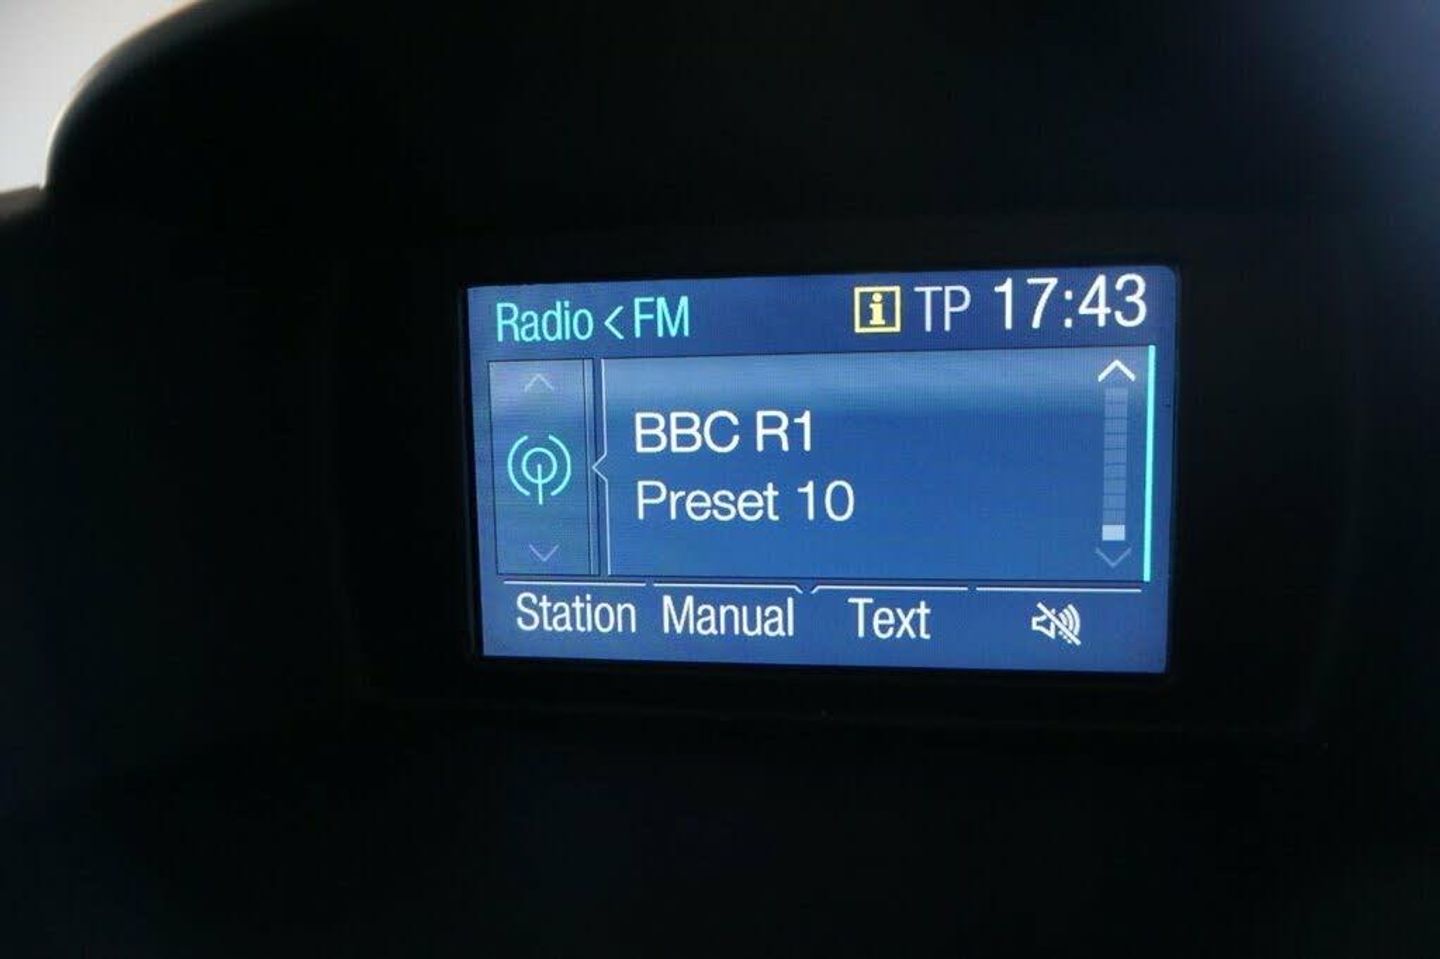 Radio < FM i TP 17:43
BBC R1
Preset 10
Station Manual Text